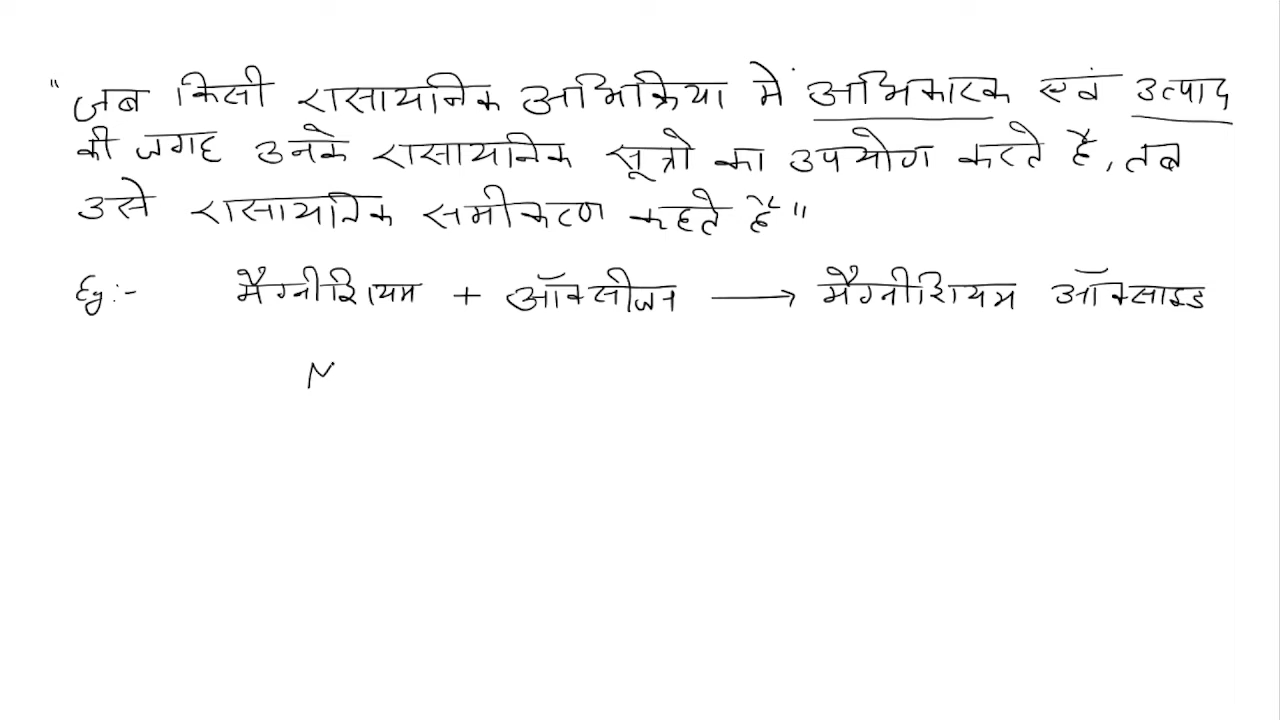 "जब किसी रासायनिक अभिक्रिया में अभिकारक एवं उत्पाद
की जगह उनके रासायनिक सूत्रो का उपयोग करते है, तब
उसे रासायनिक समीकरण कहते हैं"
Eg:- मैग्नीशियम + ऑक्सीजन ⟶ मैग्नीशियम ऑक्साइड